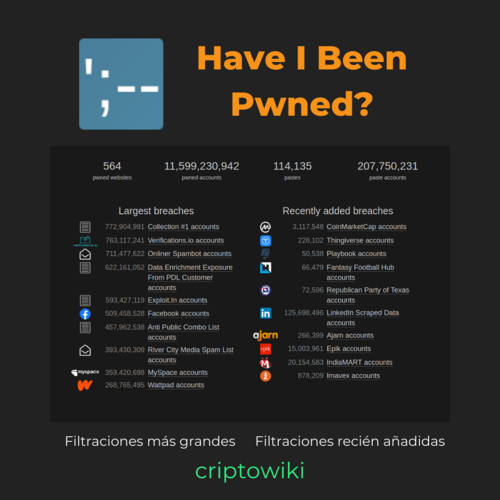 ';--
Have I Been
Pwned?
564 11,599,230,942 114,135 207,750,231
pwned websites pwned accounts pastes paste accounts
Largest breaches
772,904,991 Collection #1 accounts
763,117,241 Verifications.io accounts
711,477,622 Onliner Spambot accounts
622,161,052 Data Enrichment Exposure
From PDL Customer
accounts
593,427,119 Exploit.In accounts
509,458,528 Facebook accounts
457,962,538 Anti Public Combo List
accounts
393,430,309 River City Media Spam List
accounts
myspace 359,420,698 MySpace accounts
268,765,495 Wattpad accounts
Recently added breaches
3,117,548 CoinMarketCap accounts
228,102 Thingiverse accounts
50,538 Playbook accounts
66,479 Fantasy Football Hub
accounts
72,596 Republican Party of Texas
accounts
in 125,698,496 LinkedIn Scraped Data
accounts
ajarn 266,399 Ajarn accounts
epik 15,003,961 Epik accounts
20,154,583 IndiaMART accounts
878,209 Imavex accounts
Filtraciones más grandes Filtraciones recién añadidas
criptowiki